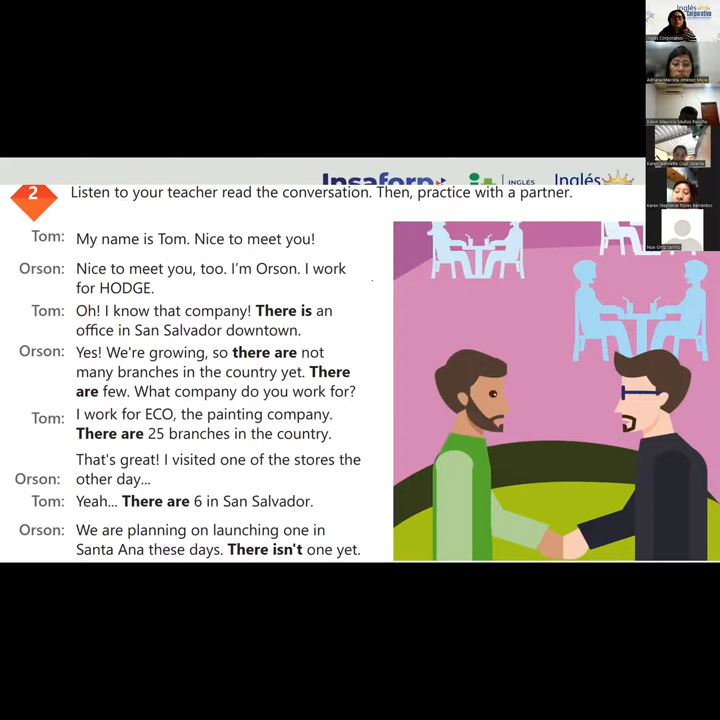 Inglés
Corporativo
Inglés Corporativo
Insaforp
INGLÉS
Inglés
2
Listen to your teacher read the conversation. Then, practice with a partner.
Tom: My name is Tom. Nice to meet you!
Orson: Nice to meet you, too. I'm Orson. I work
for HODGE.
Tom: Oh! I know that company! There is an
office in San Salvador downtown.
Orson: Yes! We're growing, so there are not
many branches in the country yet. There
are few. What company do you work for?
Tom: I work for ECO, the painting company.
There are 25 branches in the country.
That's great! I visited one of the stores the
Orson: other day...
Tom: Yeah... There are 6 in San Salvador.
Orson: We are planning on launching one in
Santa Ana these days. There isn't one yet.